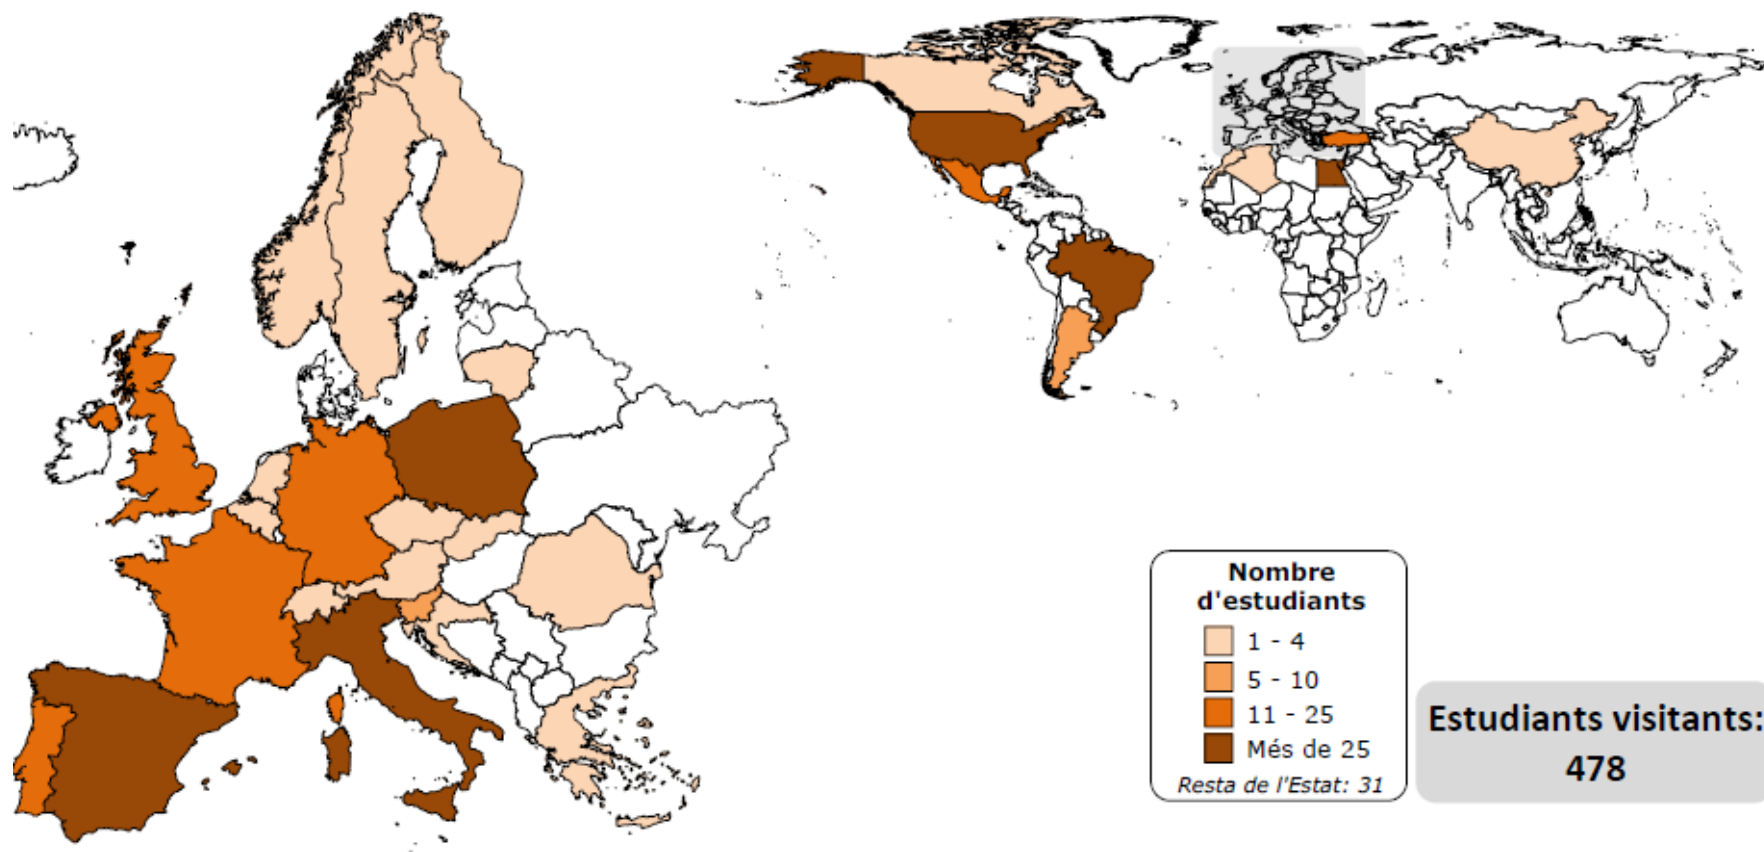 Nombre
d'estudiants
1 - 4
5 - 10
11 - 25
Més de 25
Resta de l'Estat: 31
Estudiants visitants:
478